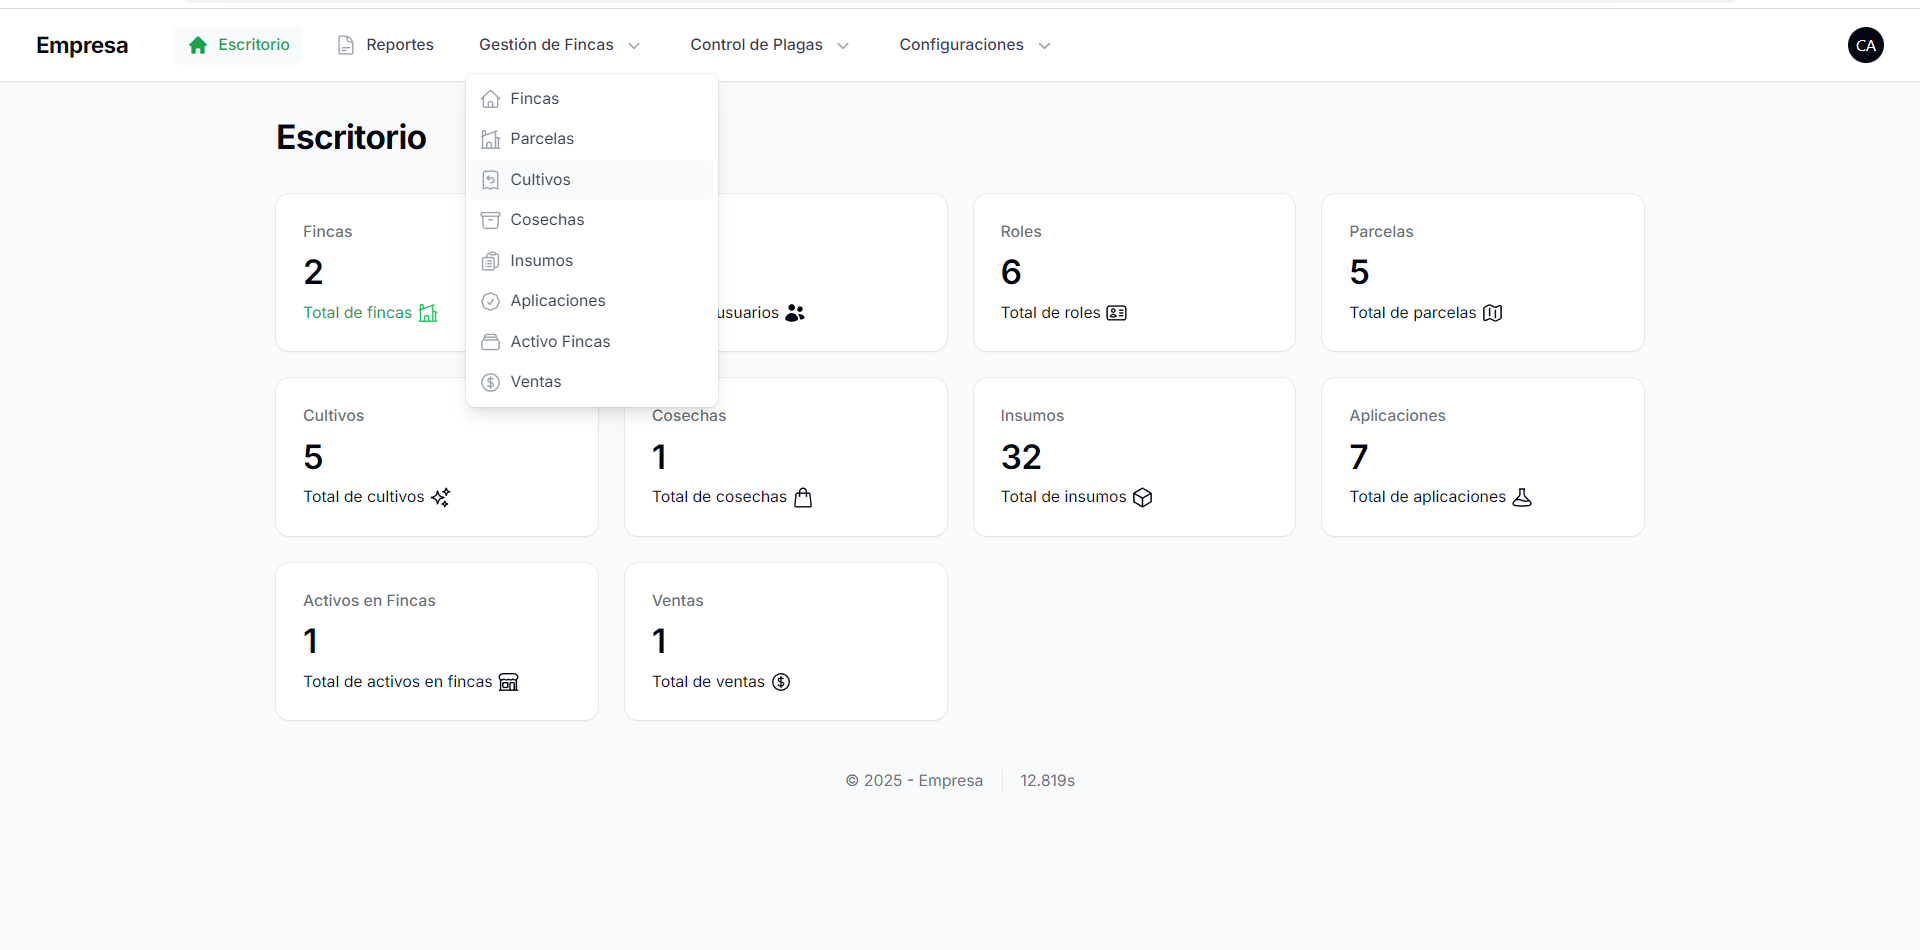 Empresa
Escritorio
Reportes
Gestión de Fincas
Control de Plagas
Configuraciones
CA
Fincas
Parcelas
Cultivos
Cosechas
Insumos
Aplicaciones
Activo Fincas
Ventas
Escritorio
Fincas
2
Total de fincas
usuarios
Roles
6
Total de roles
Parcelas
5
Total de parcelas
Cultivos
5
Total de cultivos
Cosechas
1
Total de cosechas
Insumos
32
Total de insumos
Aplicaciones
7
Total de aplicaciones
Activos en Fincas
1
Total de activos en fincas
Ventas
1
Total de ventas
© 2025 - Empresa
12.819s